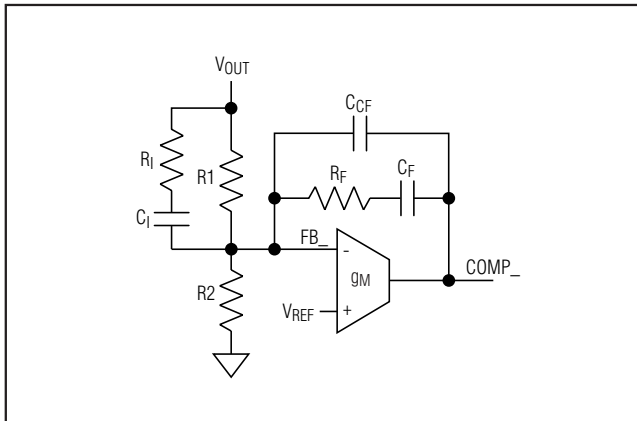 VOUT
CCF
RI
R1
RF
CF
CI
FB_
-
gM
COMP_
R2
VREF
+